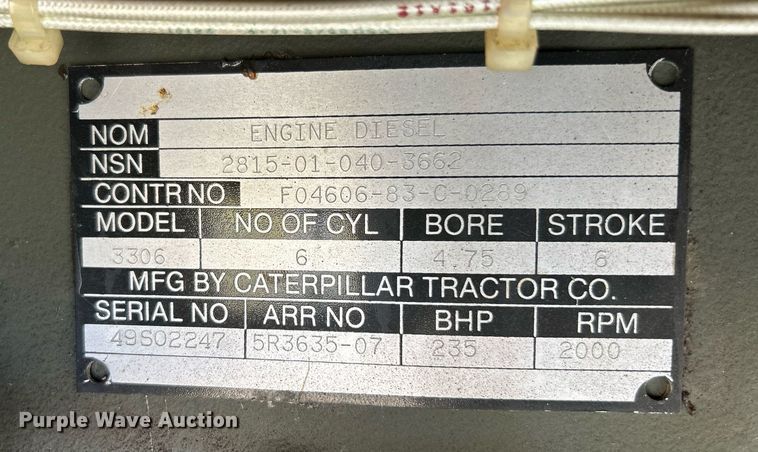 NOM ENGINE DIESEL
NSN 2815-01-040-3662
CONTR NO F04606-83-C-0289
MODEL NO OF CYL BORE STROKE
3306 6 4.75 6
MFG BY CATERPILLAR TRACTOR CO.
SERIAL NO ARR NO BHP RPM
49S02247 5R3635-07 235 2000
Purple Wave Auction